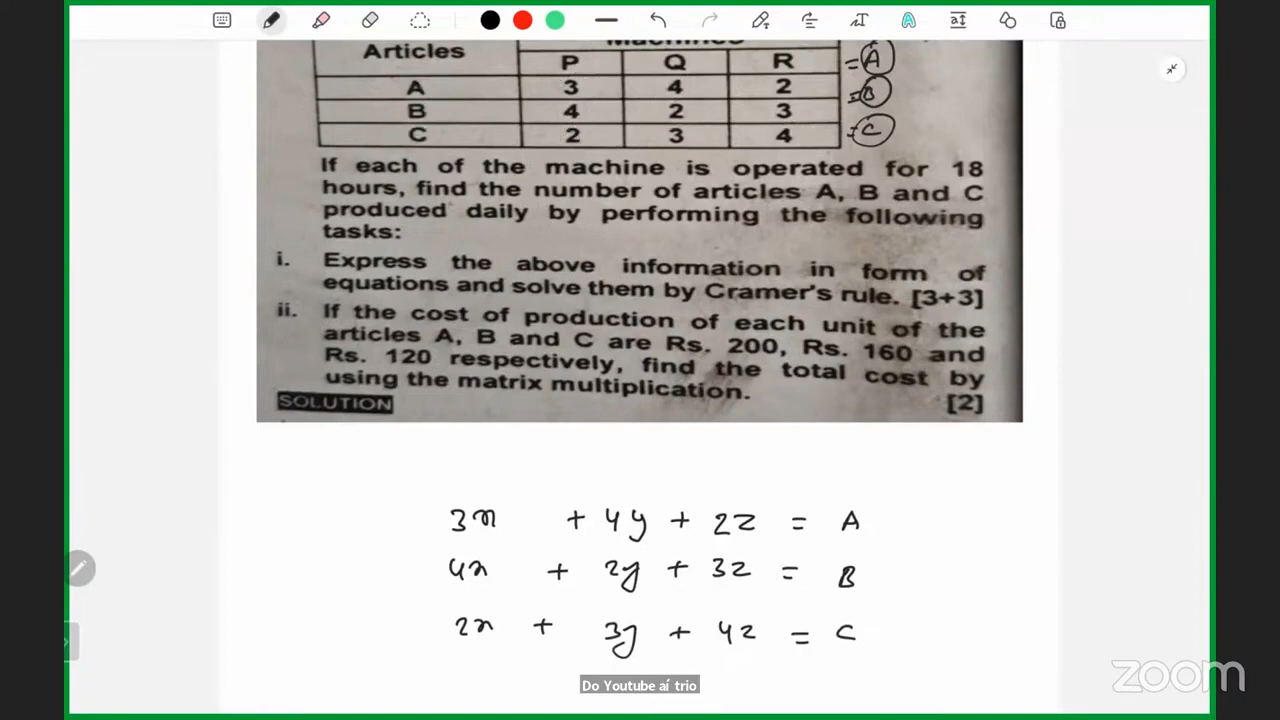 Articles
Machines
P Q R = A
A 3 4 2 = B
B 4 2 3
C 2 3 4 = C
If each of the machine is operated for 18
hours, find the number of articles A, B and C
produced daily by performing the following
tasks:
i. Express the above information in form of
equations and solve them by Cramer's rule. [3+3]
ii. If the cost of production of each unit of the
articles A, B and C are Rs. 200, Rs. 160 and
Rs. 120 respectively, find the total cost by
using the matrix multiplication. [2]
SOLUTION
3x + 4y + 2z = A
4x + 2y + 3z = B
2x + 3y + 4z = C
Do Youtube aí trio
zoom